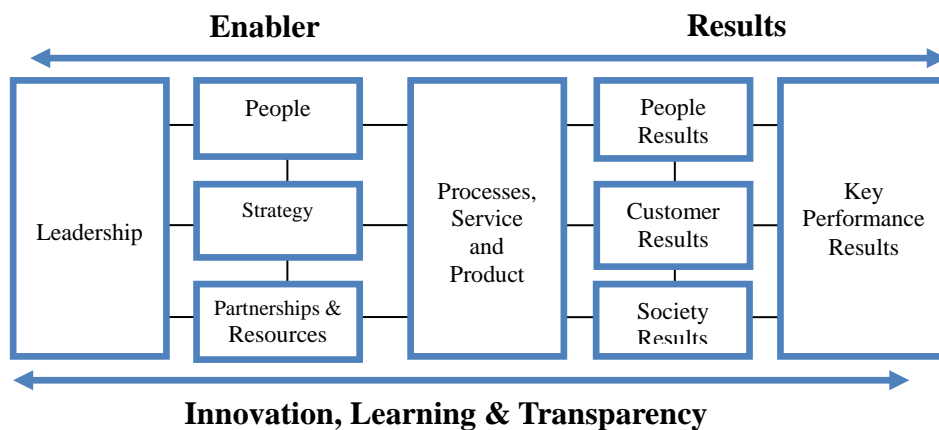 Enabler
Results
Leadership
People
Strategy
Partnerships &
Resources
Processes,
Service
and
Product
People
Results
Customer
Results
Society
Results
Key
Performance
Results
Innovation, Learning & Transparency